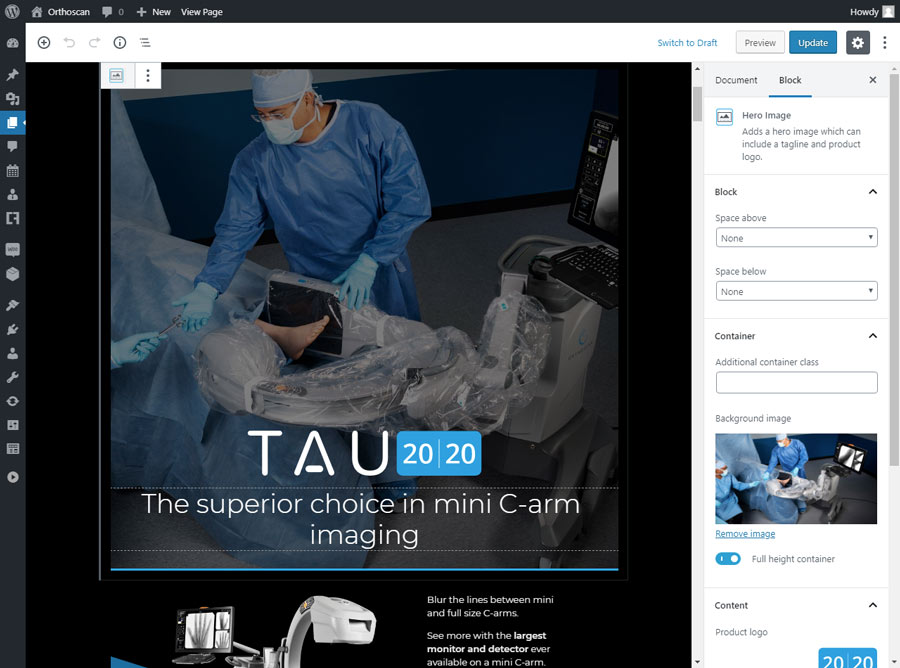 Orthoscan
0
New
View Page
Howdy
Switch to Draft
Preview
Update
TAU 20|20
The superior choice in mini C-arm
imaging
Blur the lines between mini
and full size C-arms.
See more with the largest
monitor and detector ever
available on a mini C-arm.
Document
Block
Hero Image
Adds a hero image which can
include a tagline and product
logo.
Block
Space above
None
Space below
None
Container
Additional container class
Background image
Remove image
Full height container
Content
Product logo
20|20